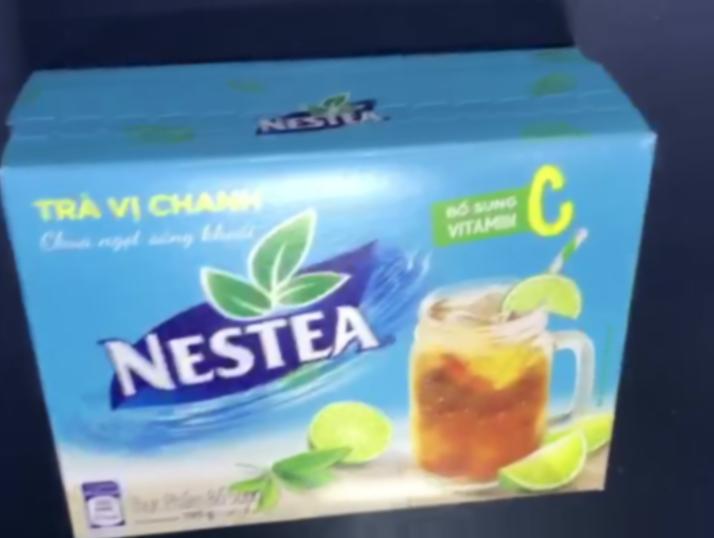 NESTEA
TRÀ VỊ CHANH
Chua ngọt sảng khoái
BỔ SUNG
VITAMIN C
NESTEA